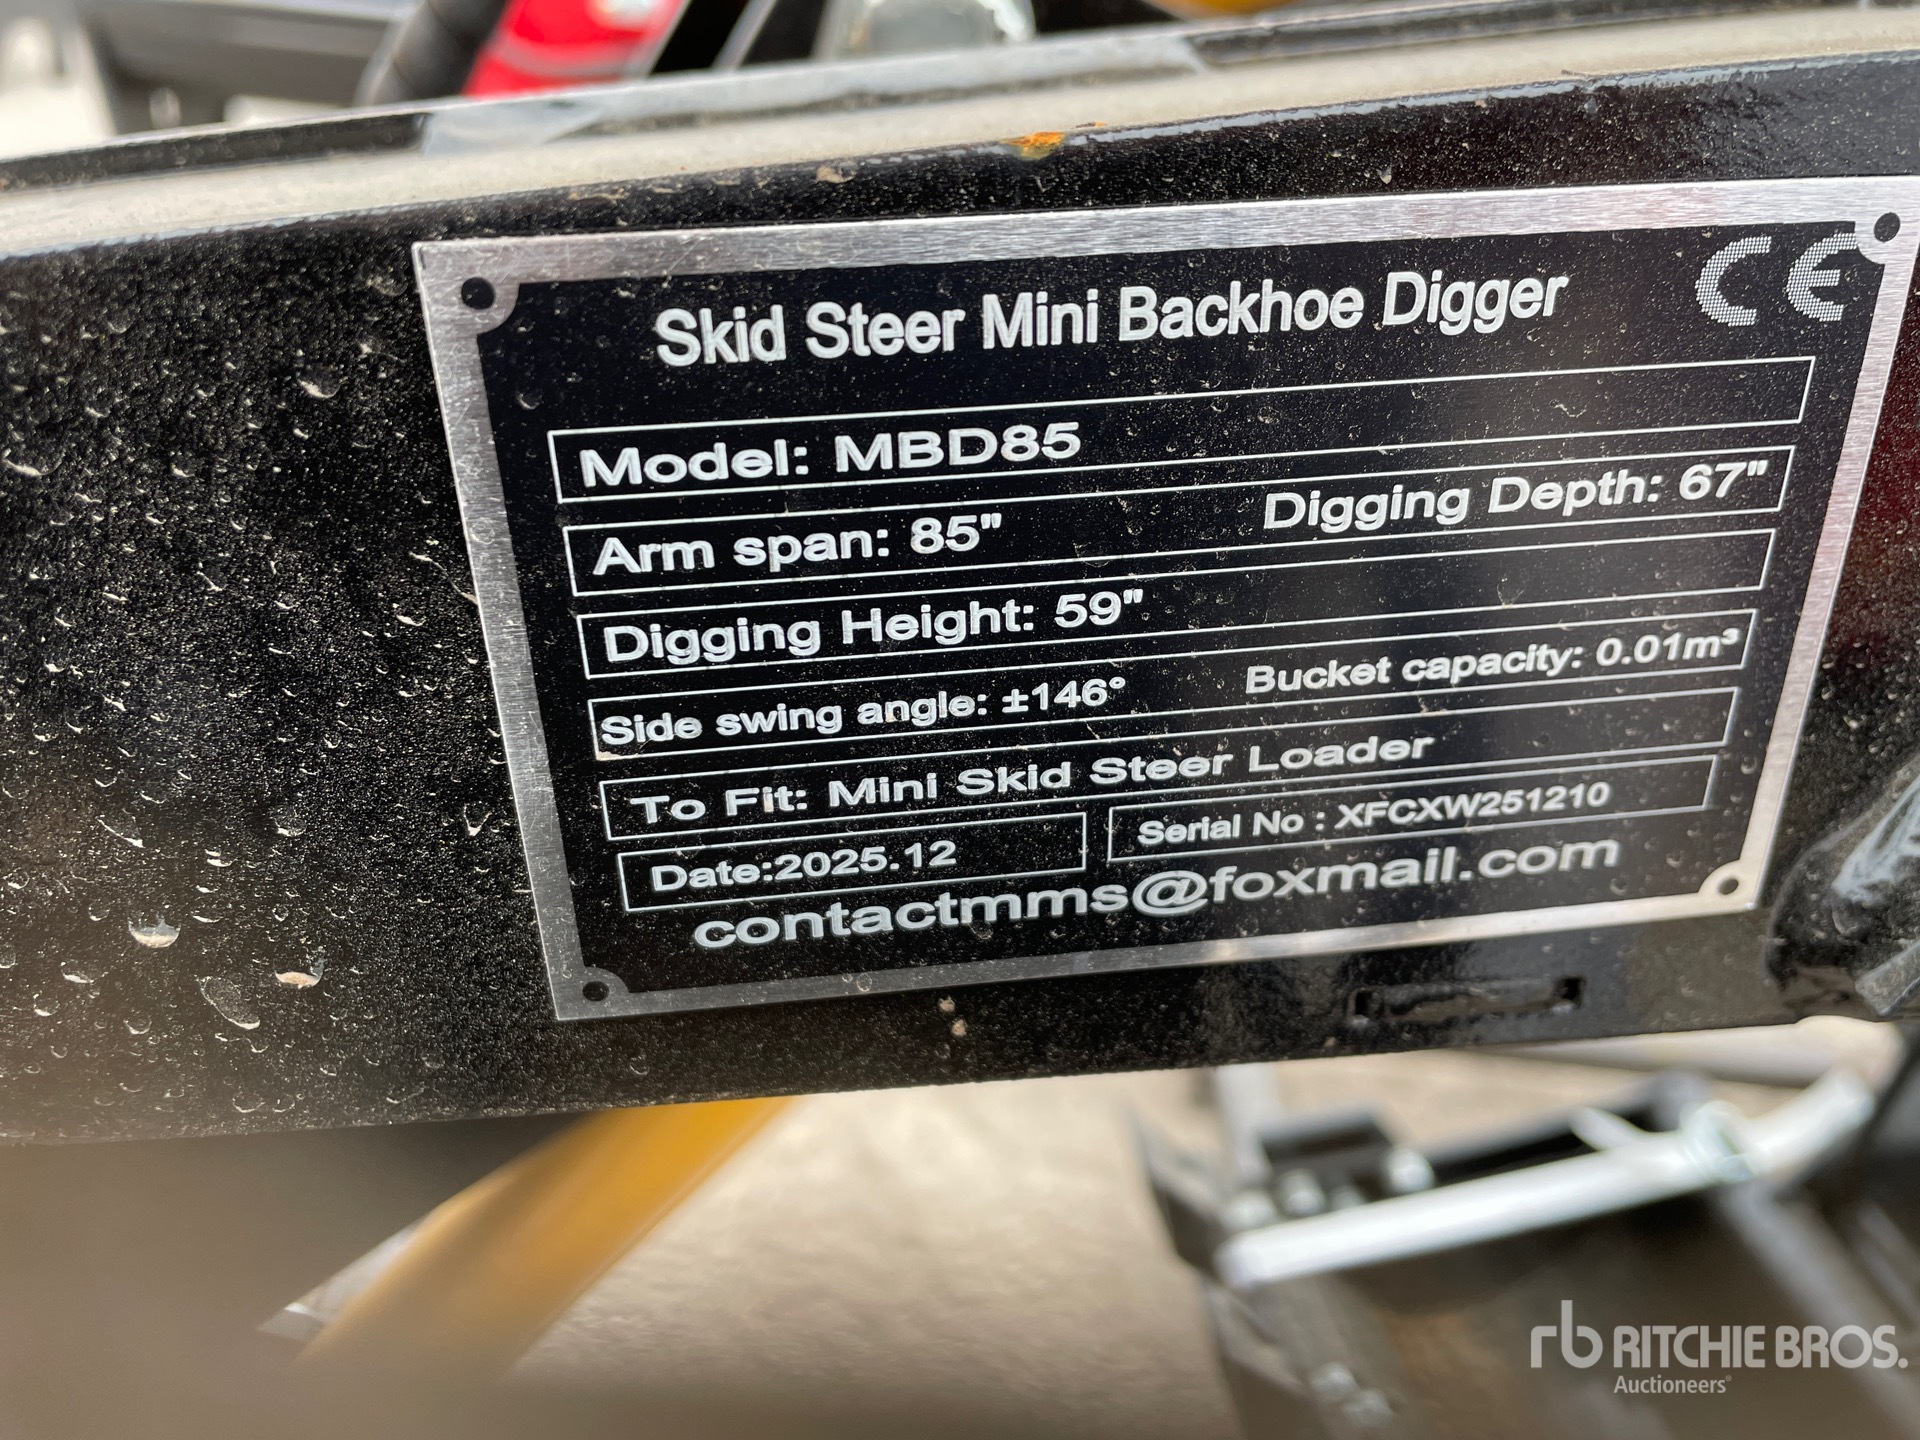 CE
Skid Steer Mini Backhoe Digger
Model: MBD85
Arm span: 85" Digging Depth: 67"
Digging Height: 59"
Side swing angle: ±146° Bucket capacity: 0.01m³
To Fit: Mini Skid Steer Loader
Date:2025.12 Serial No : XFCXW251210
contactmms@foxmail.com
rb RITCHIE BROS.
Auctioneers®